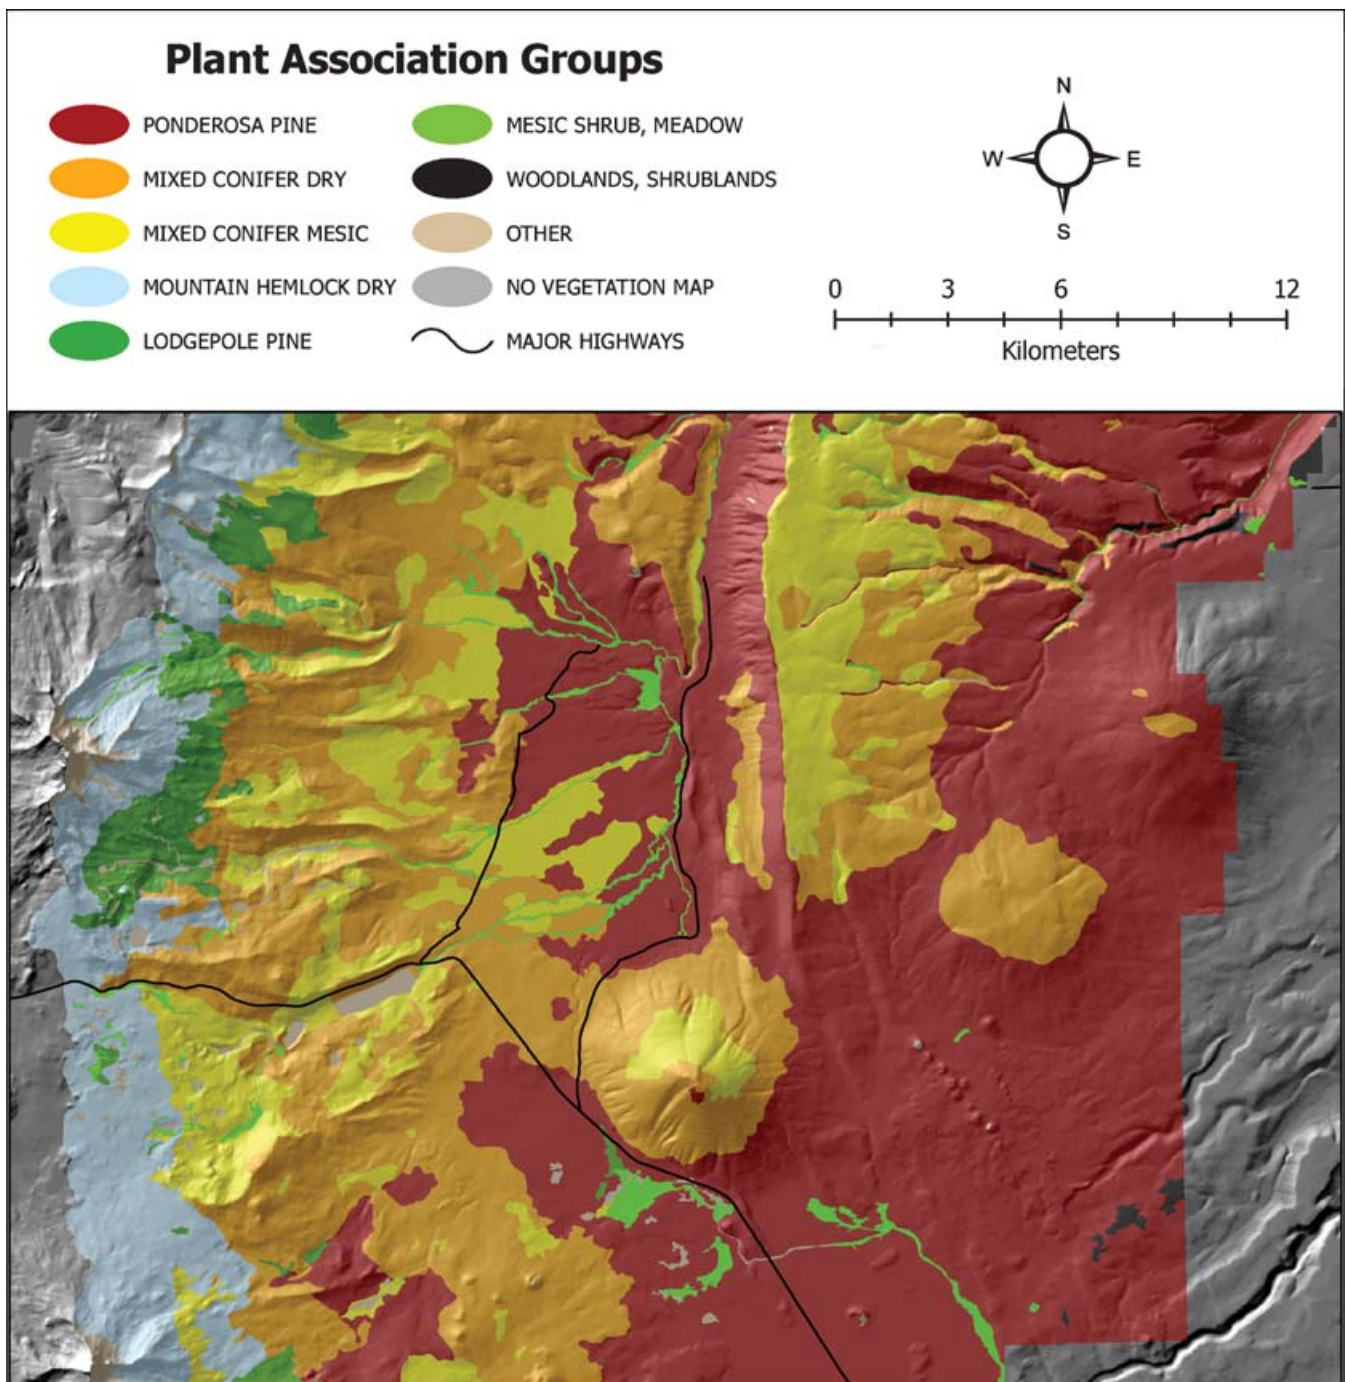 Plant Association Groups
PONDEROSA PINE
MIXED CONIFER DRY
MIXED CONIFER MESIC
MOUNTAIN HEMLOCK DRY
LODGEPOLE PINE
MESIC SHRUB, MEADOW
WOODLANDS, SHRUBLANDS
OTHER
NO VEGETATION MAP
MAJOR HIGHWAYS
N
W E
S
0 3 6 12
Kilometers